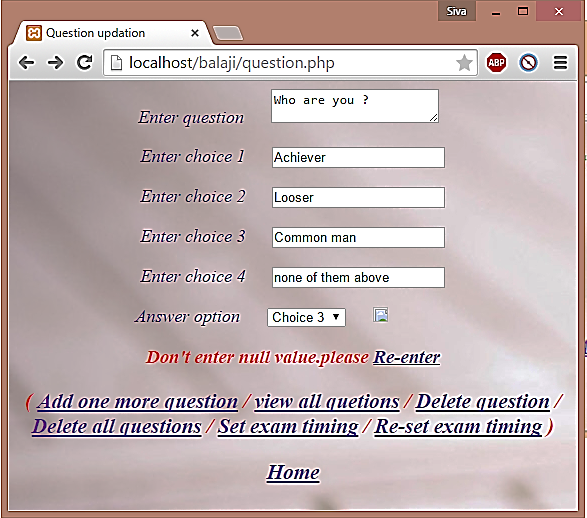 Siva
Question updation
localhost/balaji/question.php
ABP
Enter question Who are you ?
Enter choice 1 Achiever
Enter choice 2 Looser
Enter choice 3 Common man
Enter choice 4 none of them above
Answer option Choice 3
Don't enter null value.please Re-enter
( Add one more question / view all quetions / Delete question /
Delete all questions / Set exam timing / Re-set exam timing )
Home